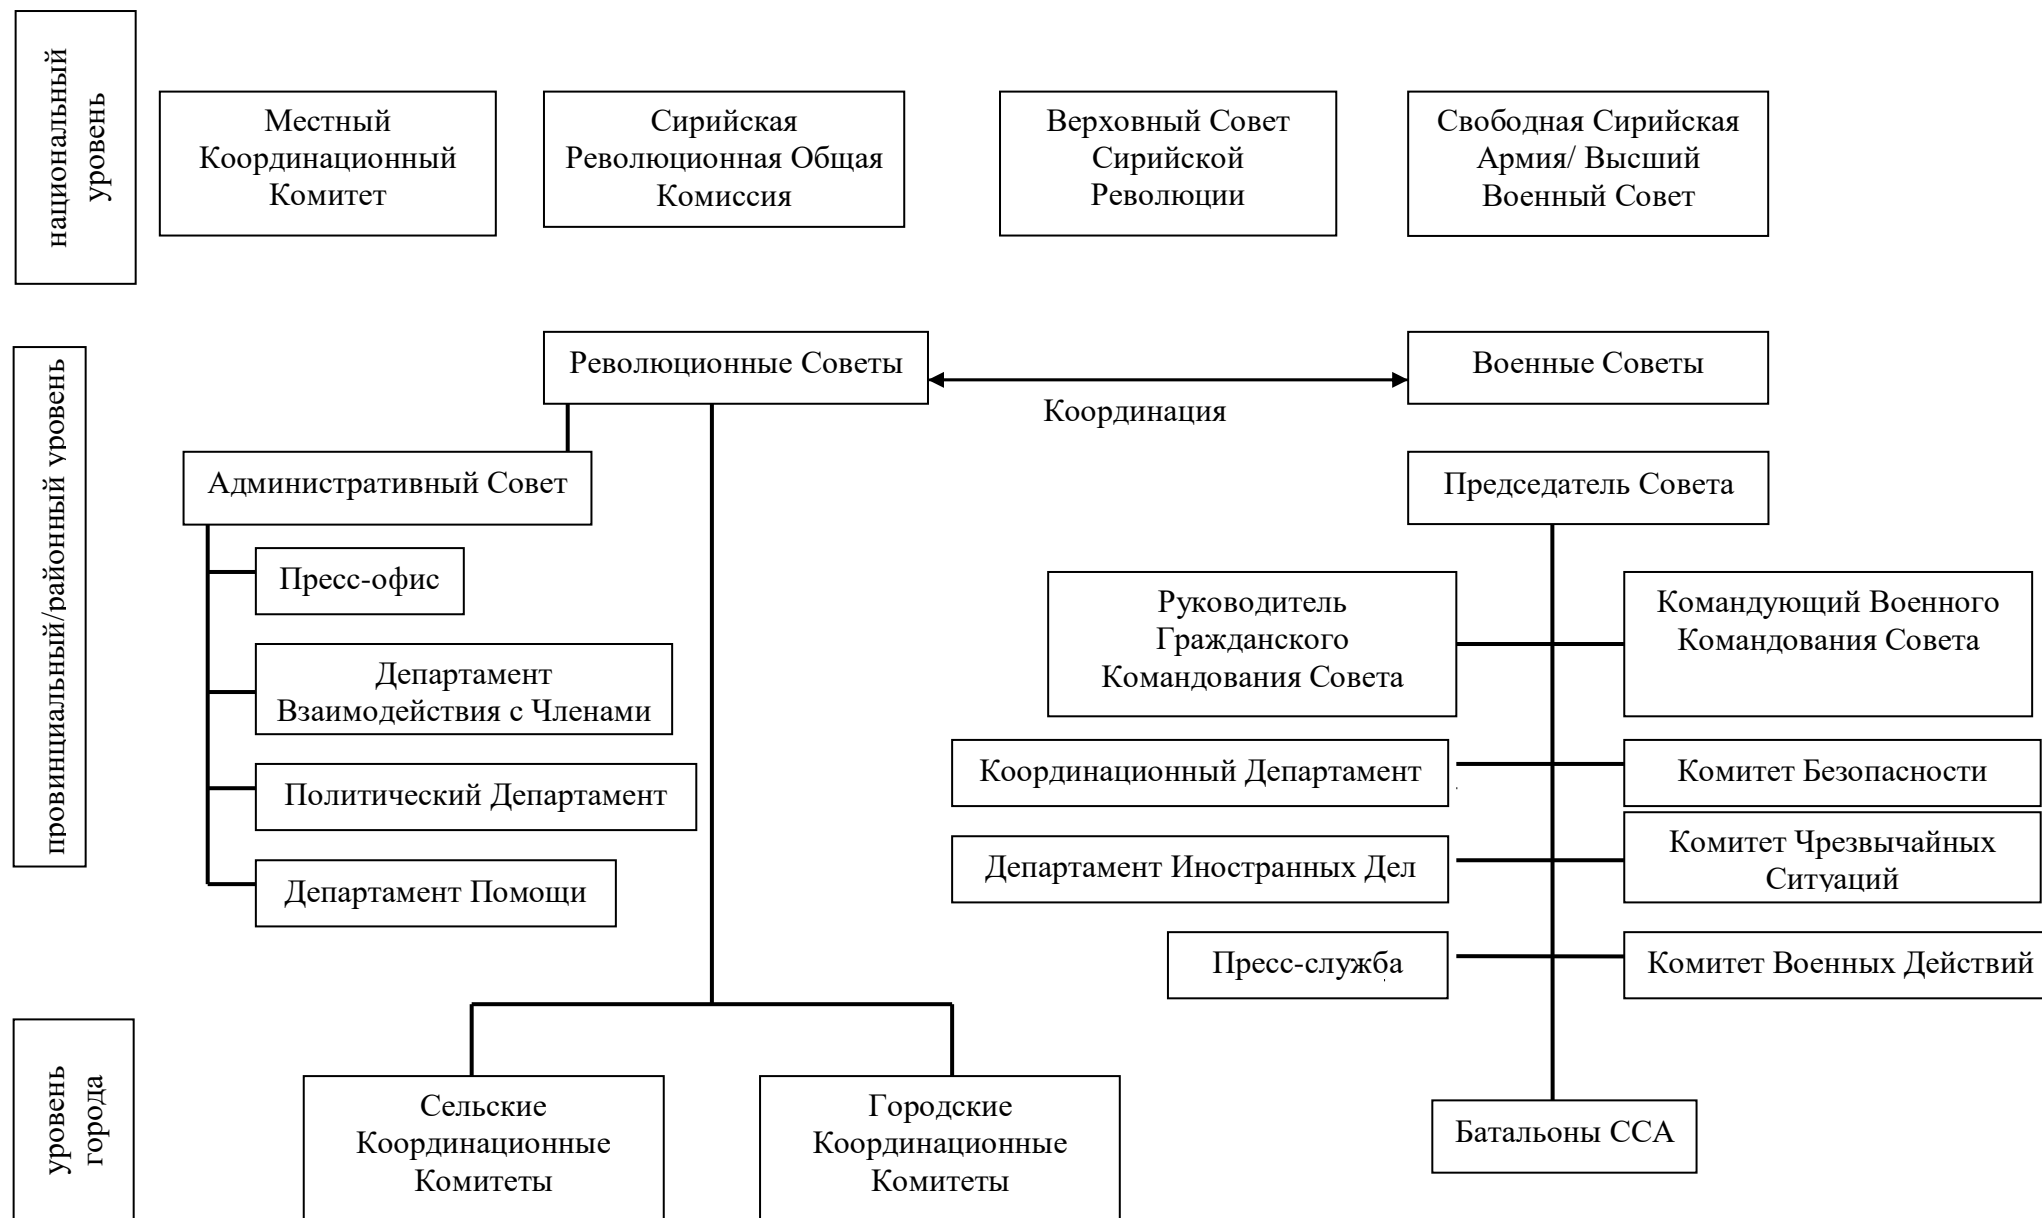 национальный
уровень
Местный
Координационный
Комитет
Сирийская
Революционная Общая
Комиссия
Верховный Совет
Сирийской
Революции
Свободная Сирийская
Армия/ Высший
Военный Совет
провинциальный/районный уровень
Революционные Советы
Координация
Военные Советы
Административный Совет
Пресс-офис
Департамент
Взаимодействия с Членами
Политический Департамент
Департамент Помощи
Председатель Совета
Руководитель
Гражданского
Командования Совета
Командующий Военного
Командования Совета
Координационный Департамент
Комитет Безопасности
Департамент Иностранных Дел
Комитет Чрезвычайных
Ситуаций
Пресс-служба
Комитет Военных Действий
уровень
города
Сельские
Координационные
Комитеты
Городские
Координационные
Комитеты
Батальоны ССА